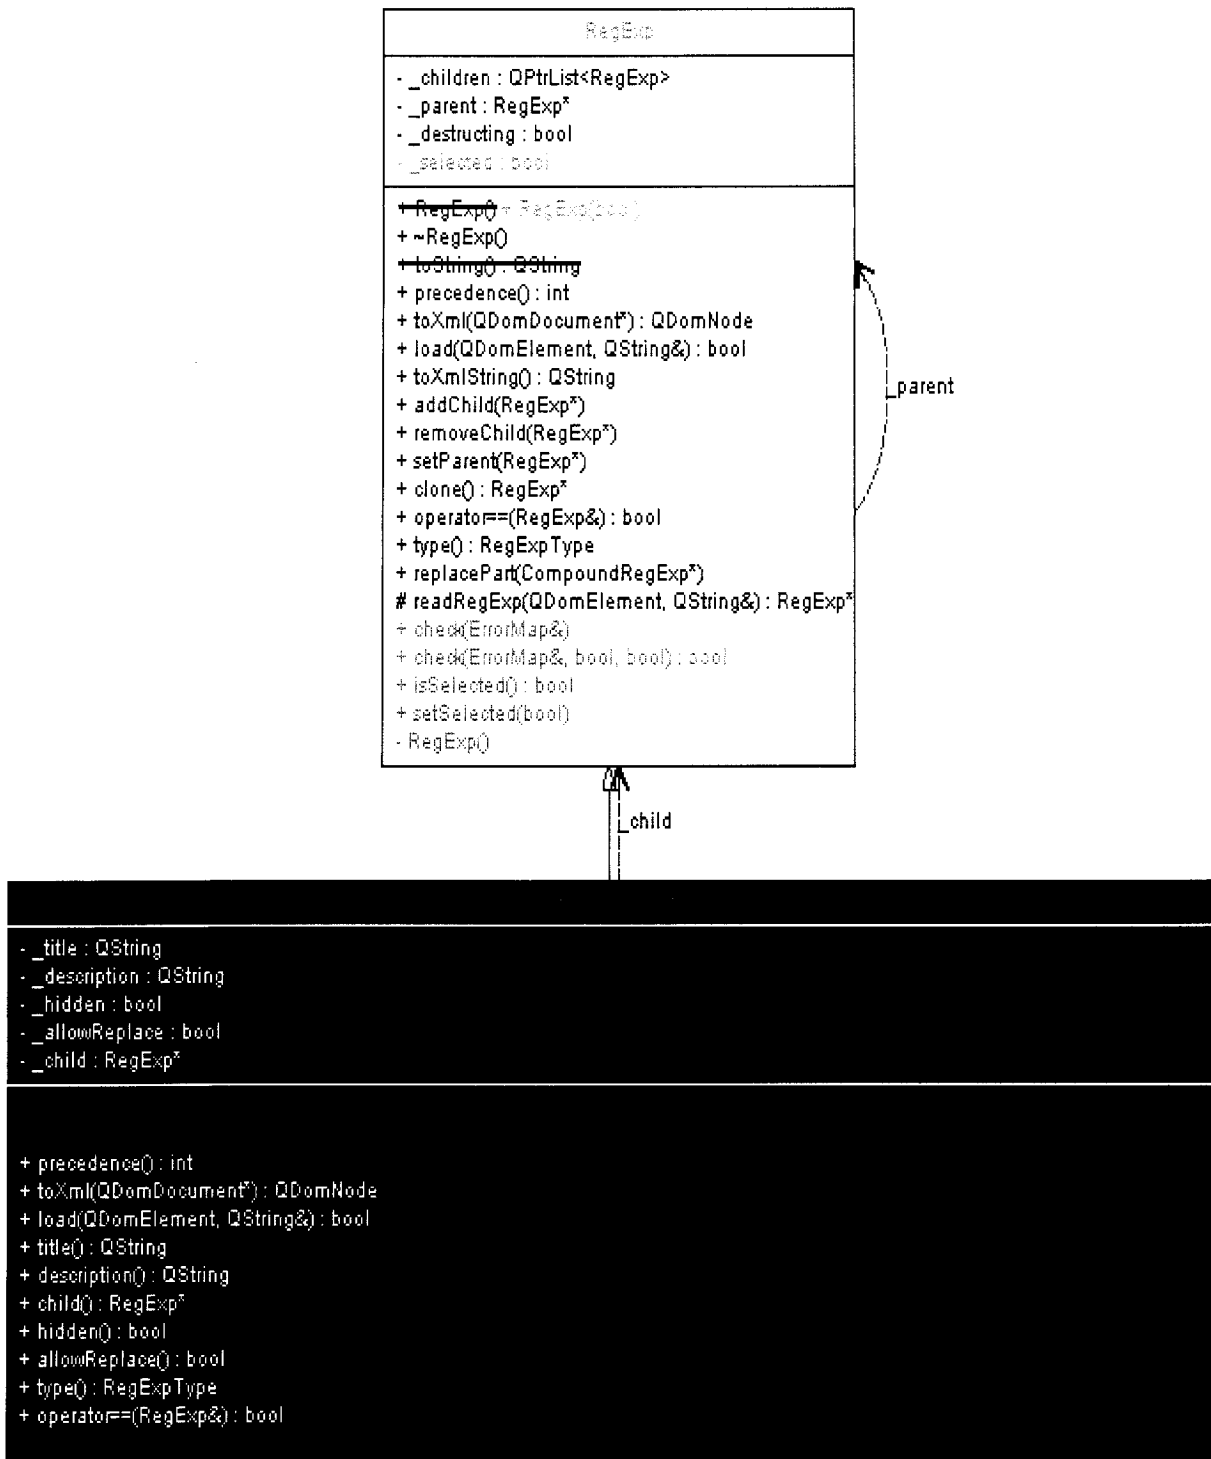 RegExp
- _children : QPtrList<RegExp>
- _parent : RegExp*
- _destructing : bool
- _selected : bool
+ RegExp() + RegExp(bool)
+ ~RegExp()
+ toString() : QString
+ precedence() : int
+ toXml(QDomDocument*) : QDomNode
+ load(QDomElement, QString&) : bool
+ toXmlString() : QString
+ addChild(RegExp*)
+ removeChild(RegExp*)
+ setParent(RegExp*)
+ clone() : RegExp*
+ operator==(RegExp&) : bool
+ type() : RegExpType
+ replacePart(CompoundRegExp*)
# readRegExp(QDomElement, QString&) : RegExp*
+ check(ErrorMap&)
+ check(ErrorMap&, bool, bool) : bool
+ isSelected() : bool
+ setSelected(bool)
- RegExp()
_parent
_child
- _title : QString
- _description : QString
- _hidden : bool
- _allowReplace : bool
- _child : RegExp*
+ precedence() : int
+ toXml(QDomDocument*) : QDomNode
+ load(QDomElement, QString&) : bool
+ title() : QString
+ description() : QString
+ child() : RegExp*
+ hidden() : bool
+ allowReplace() : bool
+ type() : RegExpType
+ operator==(RegExp&) : bool